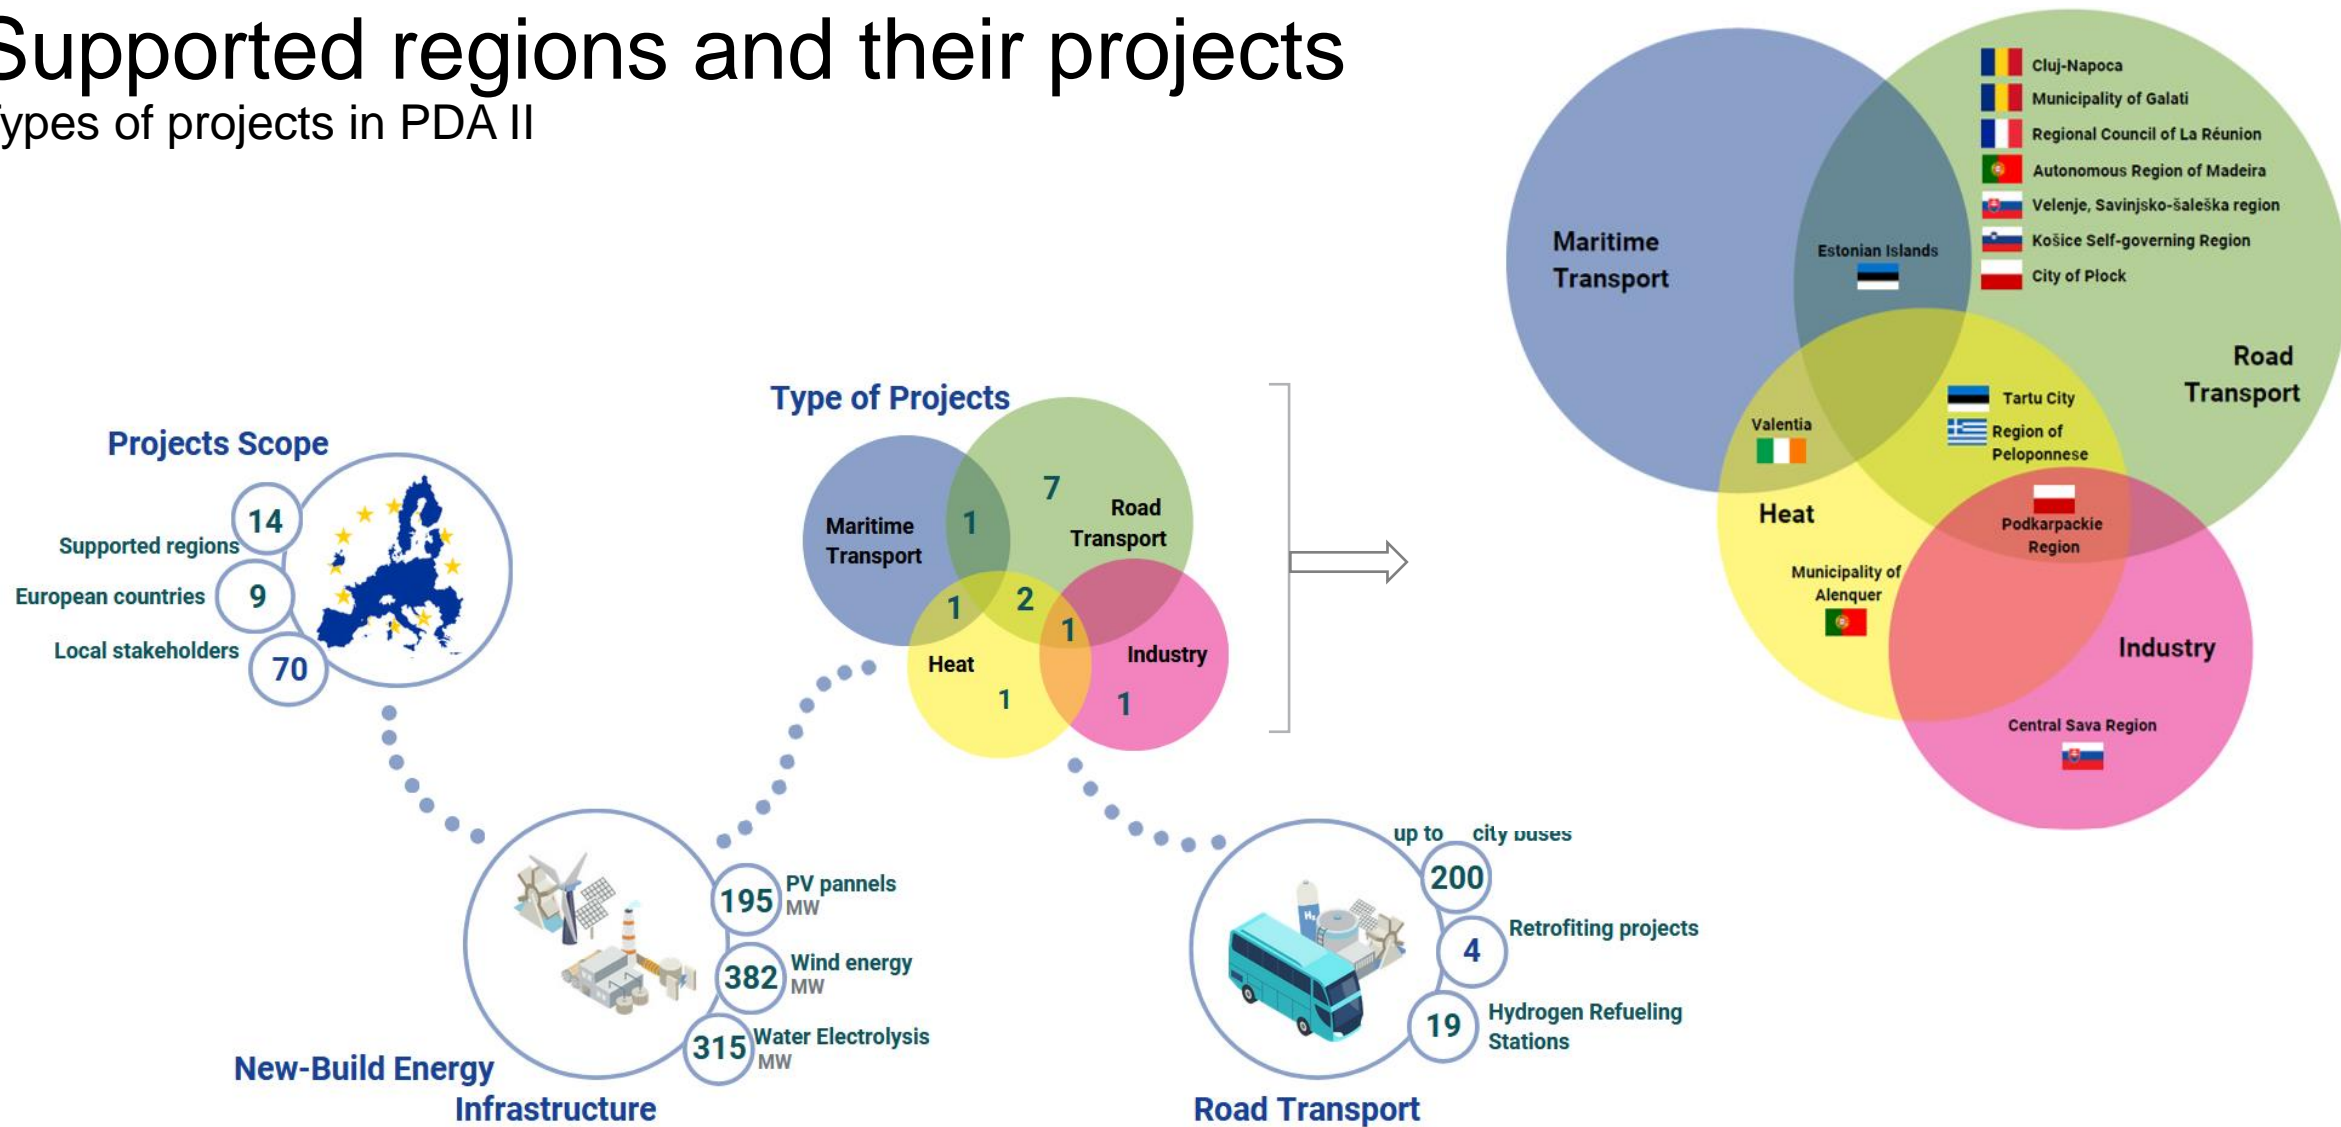 Supported regions and their projects
Types of projects in PDA II
Projects Scope
14
Supported regions
European countries
9
Local stakeholders
70
Type of Projects
Maritime
Transport
1
7
Road
Transport
1
2
1
Heat
1
Industry
1
Maritime
Transport
Estonian Islands
Cluj-Napoca
Municipality of Galati
Regional Council of La Réunion
Autonomous Region of Madeira
Velenje, Savinjsko-šaleška region
Košice Self-governing Region
City of Płock
Road
Transport
Valentia
Tartu City
Region of
Peloponnese
Heat
Podkarpackie
Region
Municipality of
Alenquer
Industry
Central Sava Region
195
PV pannels
MW
382
Wind energy
MW
315
Water Electrolysis
MW
New-Build Energy
Infrastructure
up to city buses
200
H₂
4
Retrofiting projects
19
Hydrogen Refueling
Stations
Road Transport